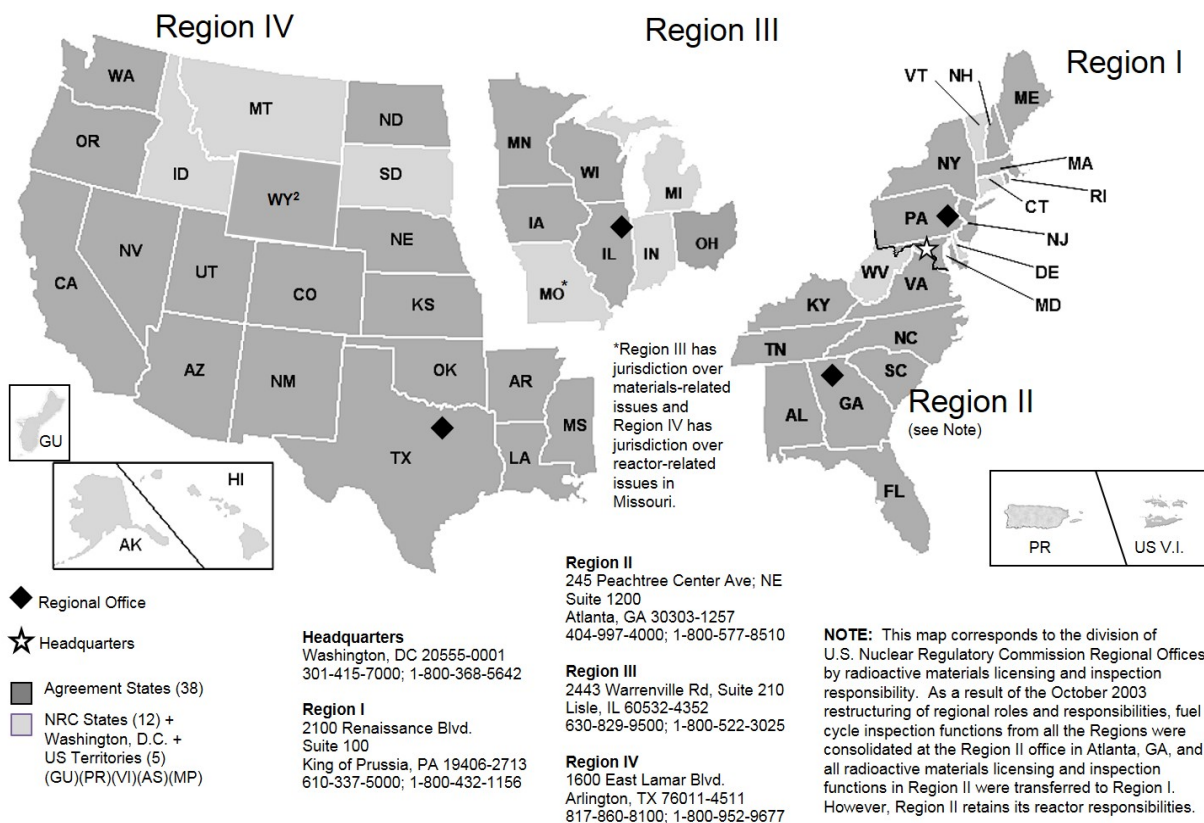 Region IV
Region III
Region I
WA
MT
ND
OR
ID
SD
WY²
NE
NV
UT
CO
KS
CA
AZ
NM
OK
TX
AR
LA
MS
MN
WI
MI
IA
IL
IN
OH
MO*
VT
NH
ME
NY
MA
RI
CT
PA
NJ
DE
MD
WV
VA
KY
NC
TN
SC
AL
GA
FL
Region II
(see Note)
*Region III has
jurisdiction over
materials-related
issues and
Region IV has
jurisdiction over
reactor-related
issues in
Missouri.
GU
HI
AK
PR
US V.I.
Regional Office
Headquarters
Agreement States (38)
NRC States (12) +
Washington, D.C. +
US Territories (5)
(GU)(PR)(VI)(AS)(MP)
Headquarters
Washington, DC 20555-0001
301-415-7000; 1-800-368-5642
Region I
2100 Renaissance Blvd.
Suite 100
King of Prussia, PA 19406-2713
610-337-5000; 1-800-432-1156
Region II
245 Peachtree Center Ave; NE
Suite 1200
Atlanta, GA 30303-1257
404-997-4000; 1-800-577-8510
Region III
2443 Warrenville Rd, Suite 210
Lisle, IL 60532-4352
630-829-9500; 1-800-522-3025
Region IV
1600 East Lamar Blvd.
Arlington, TX 76011-4511
817-860-8100; 1-800-952-9677
NOTE: This map corresponds to the division of
U.S. Nuclear Regulatory Commission Regional Offices
by radioactive materials licensing and inspection
responsibility. As a result of the October 2003
restructuring of regional roles and responsibilities, fuel
cycle inspection functions from all the Regions were
consolidated at the Region II office in Atlanta, GA, and
all radioactive materials licensing and inspection
functions in Region II were transferred to Region I.
However, Region II retains its reactor responsibilities.